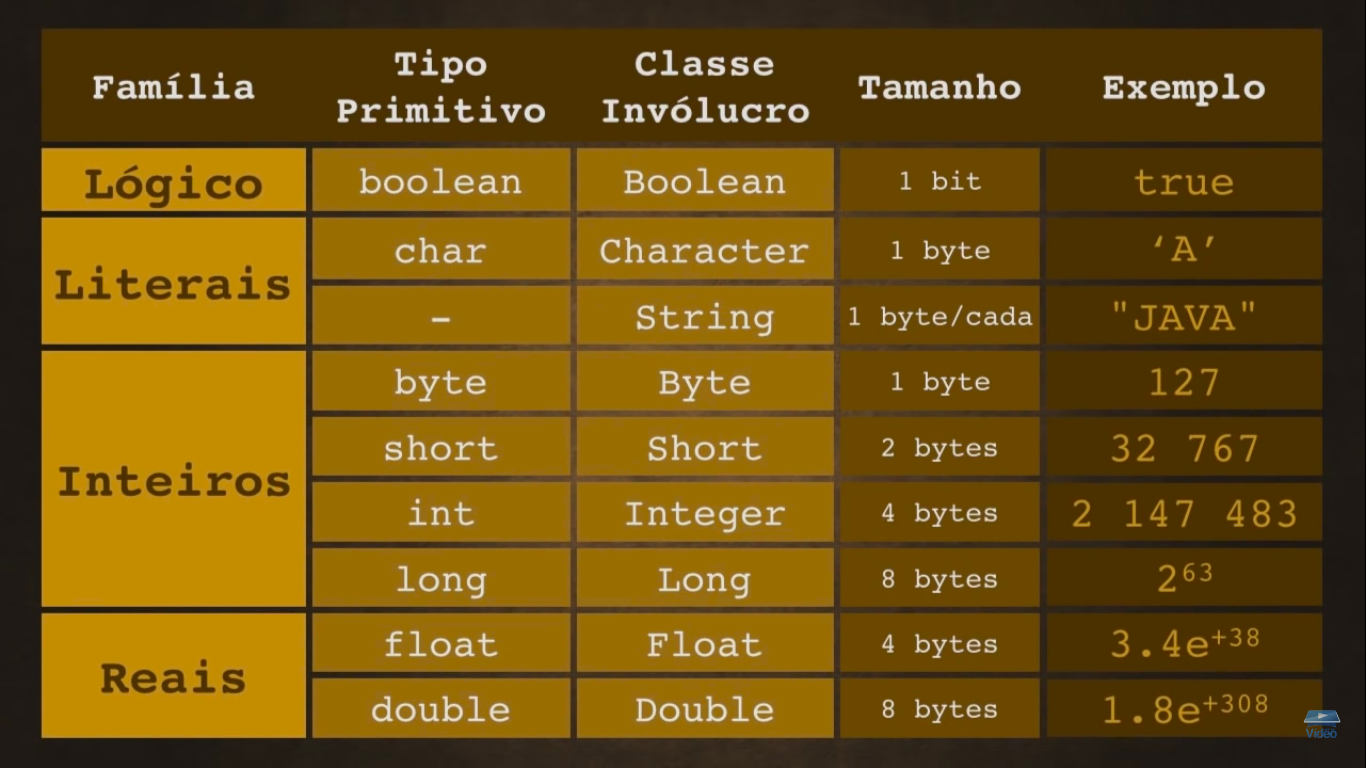 Família Tipo Primitivo Classe Invólucro Tamanho Exemplo
Lógico boolean Boolean 1 bit true
Literais char Character 1 byte ‘A’
– String 1 byte/cada "JAVA"
Inteiros byte Byte 1 byte 127
short Short 2 bytes 32 767
int Integer 4 bytes 2 147 483
long Long 8 bytes 2⁶³
Reais float Float 4 bytes 3.4e⁺³⁸
double Double 8 bytes 1.8e⁺³⁰⁸
Vídeo